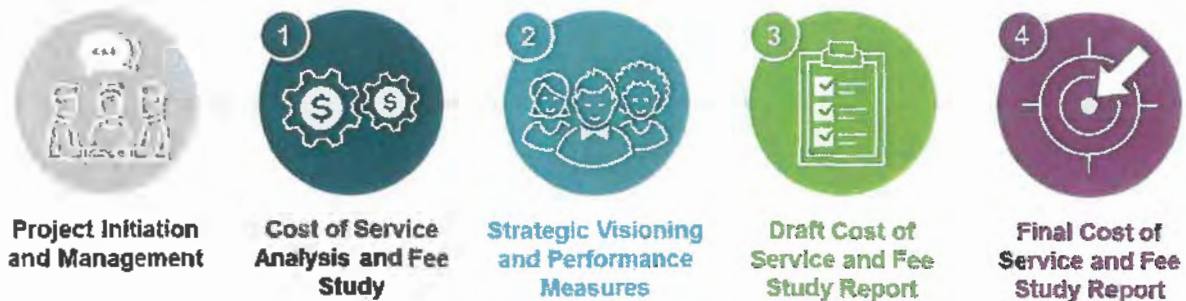 1
2
3
4
$
$
Project Initiation
and Management
Cost of Service
Analysis and Fee
Study
Strategic Visioning
and Performance
Measures
Draft Cost of
Service and Fee
Study Report
Final Cost of
Service and Fee
Study Report